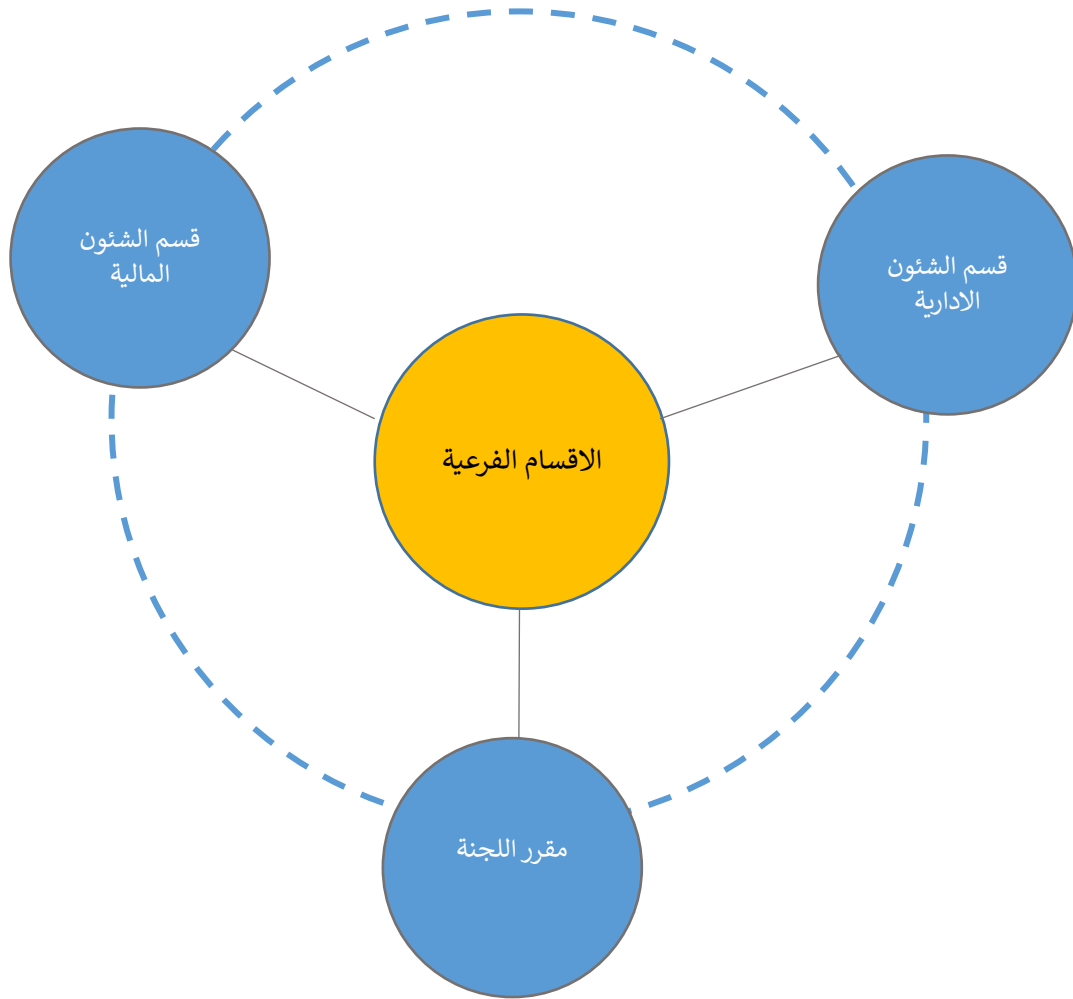 قسم الشئون
المالية
قسم الشئون
الادارية
الاقسام الفرعية
مقرر اللجنة